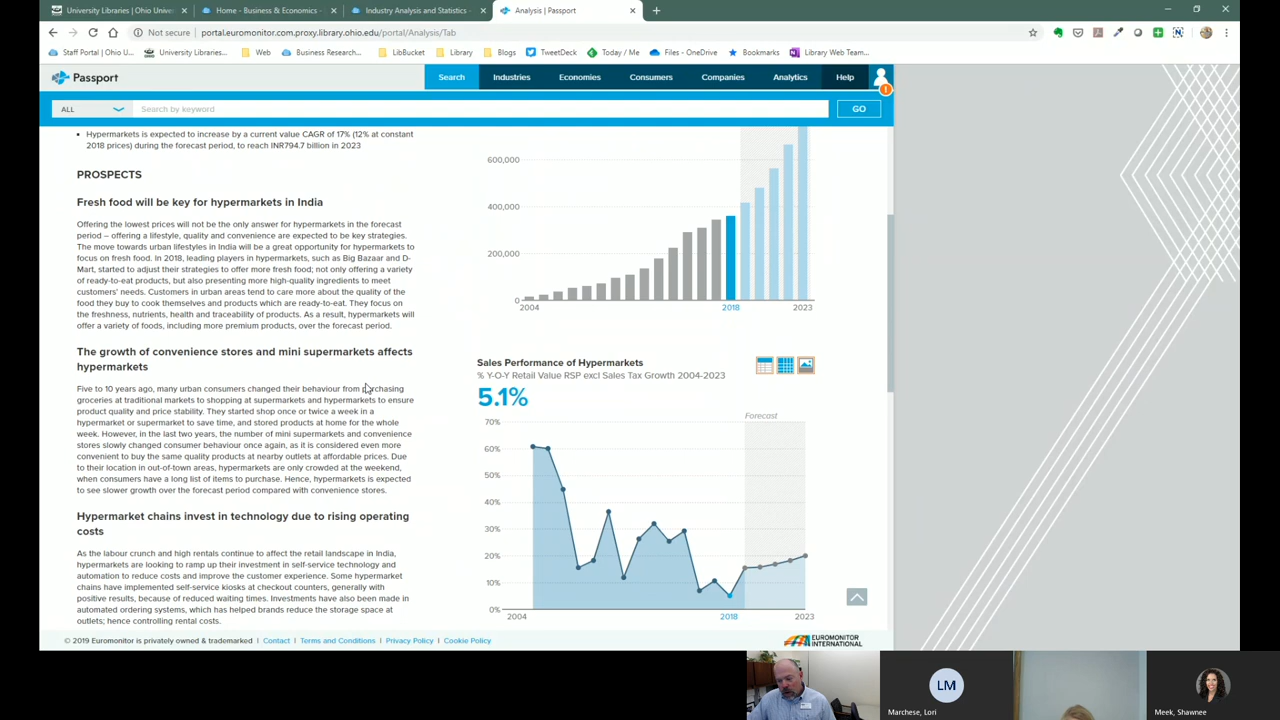 University Libraries | Ohio Univer
Home - Business & Economics -
Industry Analysis and Statistics -
Analysis | Passport
Not secure | portal.euromonitor.com.proxy.library.ohio.edu/portal/Analysis/Tab
Staff Portal | Ohio U...
University Libraries...
Web
Business Research...
LibBucket
Library
Blogs
TweetDeck
Today / Me
Files - OneDrive
Bookmarks
Library Web Team...
Passport
Search
Industries
Economies
Consumers
Companies
Analytics
Help
ALL
Search by keyword
GO
Hypermarkets is expected to increase by a current value CAGR of 17% (12% at constant
2018 prices) during the forecast period, to reach INR794.7 billion in 2023
PROSPECTS
Fresh food will be key for hypermarkets in India
Offering the lowest prices will not be the only answer for hypermarkets in the forecast
period – offering a lifestyle, quality and convenience are expected to be key strategies.
The move towards urban lifestyles in India will be a great opportunity for hypermarkets to
focus on fresh food. In 2018, leading players in hypermarkets, such as Big Bazaar and D-
Mart, started to adjust their strategies to offer more fresh food; not only offering a variety
of ready-to-eat products, but also presenting more high-quality ingredients to meet
customers' needs. Customers in urban areas tend to care more about the quality of the
food they buy to cook themselves and products which are ready-to-eat. They focus on
the freshness, nutrients, health and traceability of products. As a result, hypermarkets will
offer a variety of foods, including more premium products, over the forecast period.
The growth of convenience stores and mini supermarkets affects
hypermarkets
Five to 10 years ago, many urban consumers changed their behaviour from purchasing
groceries at traditional markets to shopping at supermarkets and hypermarkets to ensure
product quality and price stability. They started shop once or twice a week in a
hypermarket or supermarket to save time, and stored products at home for the whole
week. However, in the last two years, the number of mini supermarkets and convenience
stores slowly changed consumer behaviour once again, as it is considered even more
convenient to buy the same quality products at nearby outlets at affordable prices. Due
to their location in out-of-town areas, hypermarkets are only crowded at the weekend,
when consumers have a long list of items to purchase. Hence, hypermarkets is expected
to see slower growth over the forecast period compared with convenience stores.
Hypermarket chains invest in technology due to rising operating
costs
As the labour crunch and high rentals continue to affect the retail landscape in India,
hypermarkets are looking to ramp up their investment in self-service technology and
automation to reduce costs and improve the customer experience. Some hypermarket
chains have implemented self-service kiosks at checkout counters, generally with
positive results, because of reduced waiting times. Investments have also been made in
automated ordering systems, which has helped brands reduce the storage space at
outlets; hence controlling rental costs.
600,000
400,000
200,000
0
2004
2018
2023
Sales Performance of Hypermarkets
% Y-O-Y Retail Value RSP excl Sales Tax Growth 2004-2023
5.1%
Forecast
70%
60%
50%
40%
30%
20%
10%
0%
2004
2018
2023
© 2019 Euromonitor is privately owned & trademarked | Contact | Terms and Conditions | Privacy Policy | Cookie Policy
EUROMONITOR
INTERNATIONAL
LM
Marchese, Lori
Meek, Shawnee